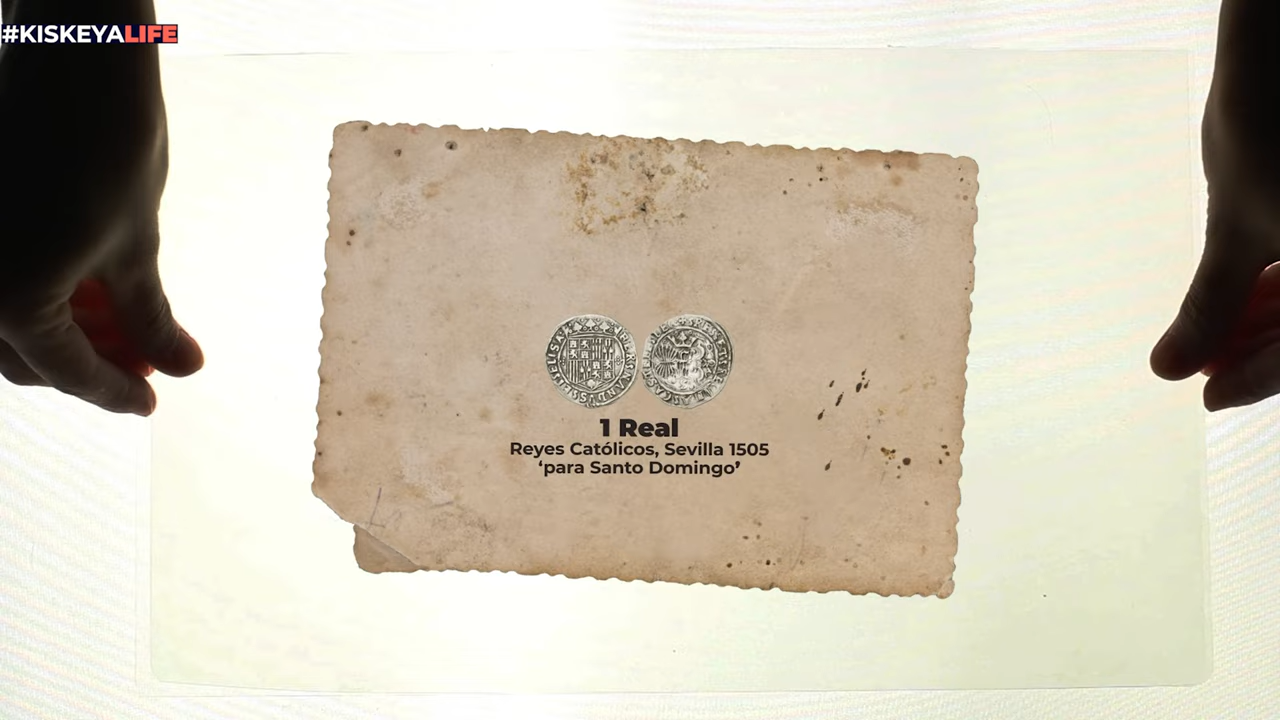 #KISKEYALIFE
1 Real
Reyes Católicos, Sevilla 1505
‘para Santo Domingo’